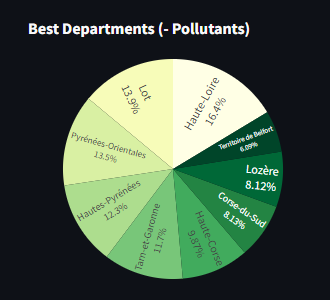 Best Departments (- Pollutants)
Haute-Loire
16.4%
Territoire de Belfort
6.09%
Lozère
8.12%
Corse-du-Sud
8.13%
Haute-Corse
9.87%
Tarn-et-Garonne
11.7%
Hautes-Pyrénées
12.3%
Pyrénées-Orientales
13.5%
Lot
13.9%